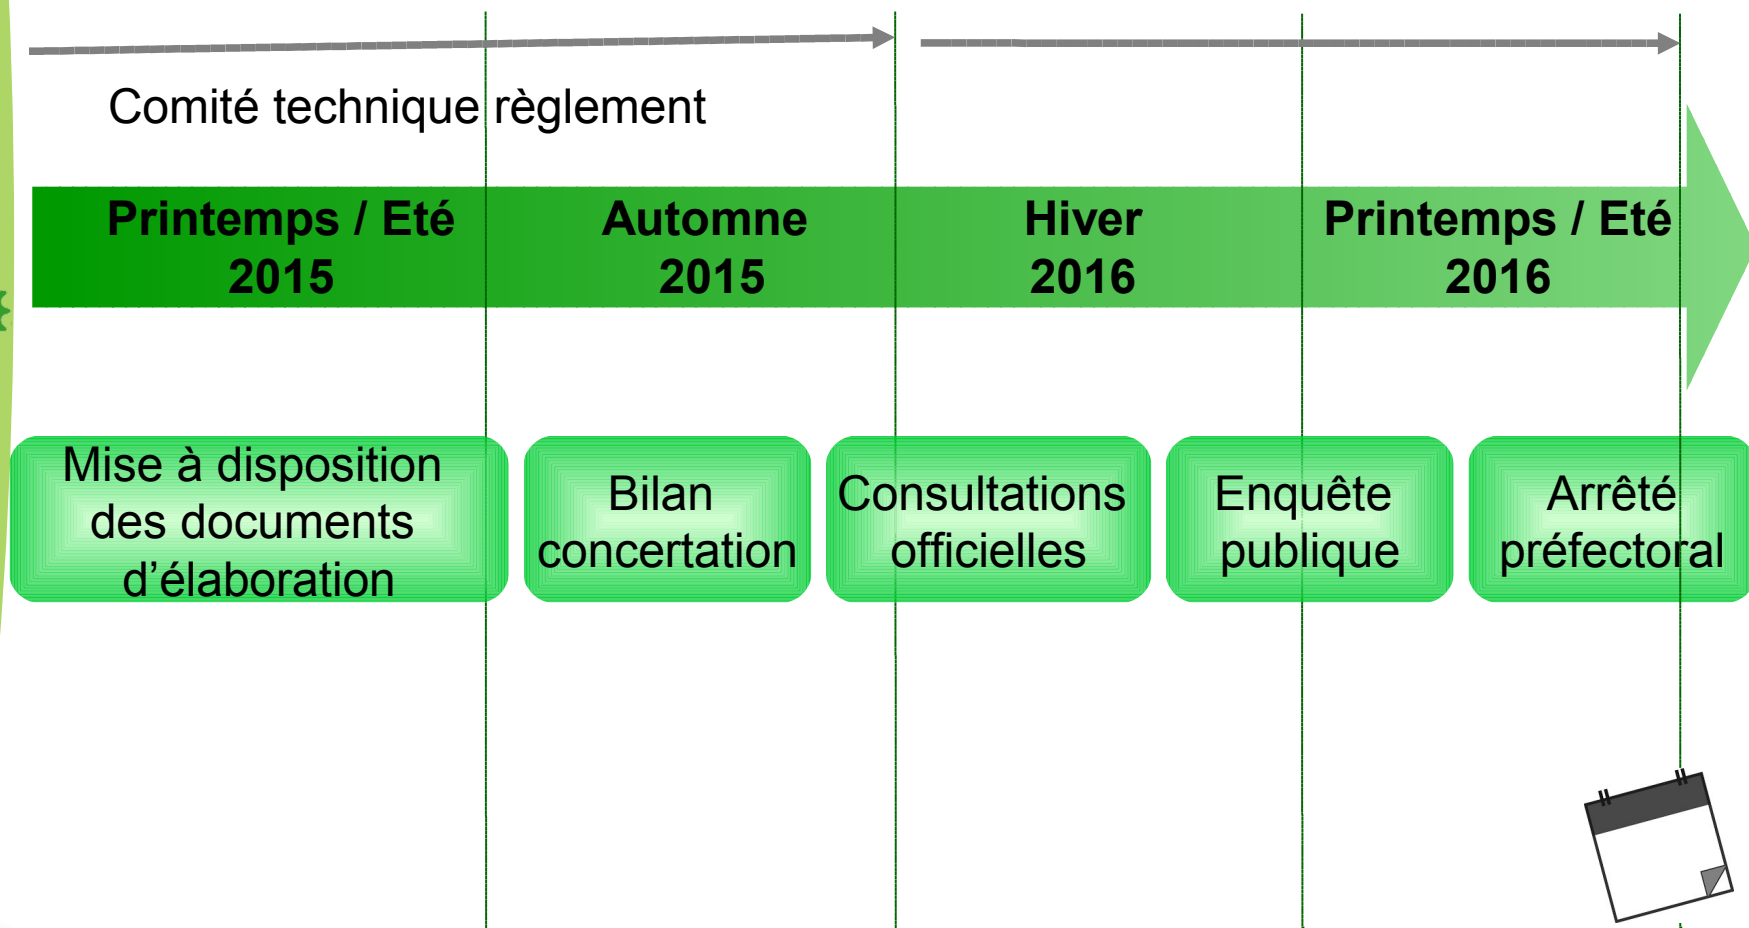 Comité technique règlement
Printemps / Eté
2015
Automne
2015
Hiver
2016
Printemps / Eté
2016
Mise à disposition
des documents
d’élaboration
Bilan
concertation
Consultations
officielles
Enquête
publique
Arrêté
préfectoral